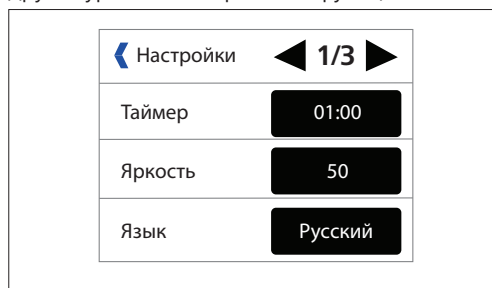 Настройки 1/3
Таймер 01:00
Яркость 50
Язык Русский